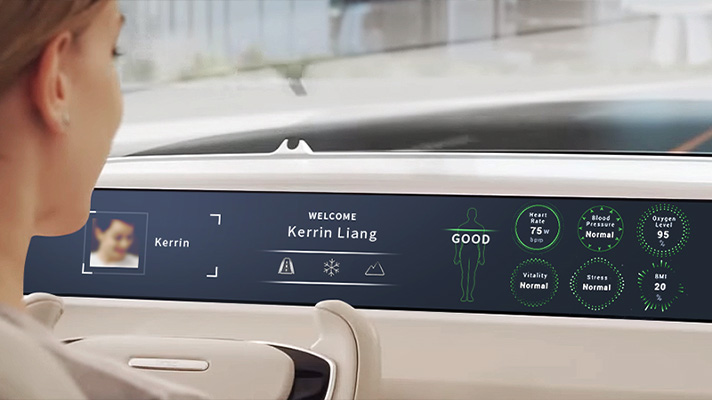 Kerrin
WELCOME
Kerrin Liang
GOOD
Heart
Rate
75 w
bpm
Blood
Pressure
Normal
Oxygen
Level
95
%
Vitality
Normal
Stress
Normal
BMI
20
%